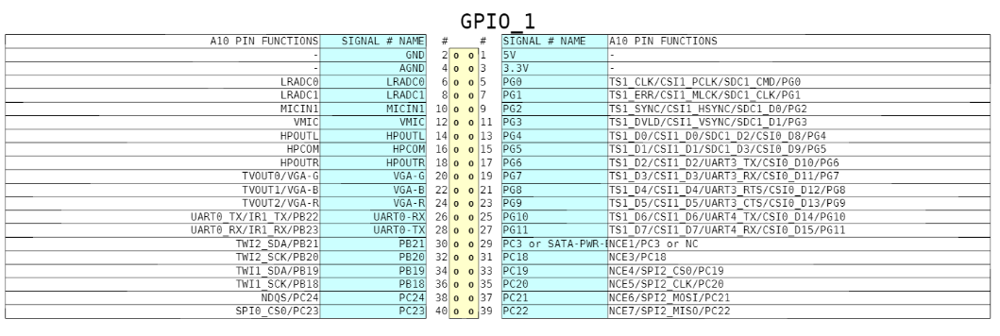 GPIO_1
A10 PIN FUNCTIONS SIGNAL # NAME # # SIGNAL # NAME A10 PIN FUNCTIONS
- GND 2 o o 1 5V -
- AGND 4 o o 3 3.3V -
LRADC0 LRADC0 6 o o 5 PG0 TS1_CLK/CSI1_PCLK/SDC1_CMD/PG0
LRADC1 LRADC1 8 o o 7 PG1 TS1_ERR/CSI1_MLCK/SDC1_CLK/PG1
MICIN1 MICIN1 10 o o 9 PG2 TS1_SYNC/CSI1_HSYNC/SDC1_D0/PG2
VMIC VMIC 12 o o 11 PG3 TS1_DVLD/CSI1_VSYNC/SDC1_D1/PG3
HPOUTL HPOUTL 14 o o 13 PG4 TS1_D0/CSI1_D0/SDC1_D2/CSI0_D8/PG4
HPCOM HPCOM 16 o o 15 PG5 TS1_D1/CSI1_D1/SDC1_D3/CSI0_D9/PG5
HPOUTR HPOUTR 18 o o 17 PG6 TS1_D2/CSI1_D2/UART3_TX/CSI0_D10/PG6
TVOUT0/VGA-G VGA-G 20 o o 19 PG7 TS1_D3/CSI1_D3/UART3_RX/CSI0_D11/PG7
TVOUT1/VGA-B VGA-B 22 o o 21 PG8 TS1_D4/CSI1_D4/UART3_RTS/CSI0_D12/PG8
TVOUT2/VGA-R VGA-R 24 o o 23 PG9 TS1_D5/CSI1_D5/UART3_CTS/CSI0_D13/PG9
UART0_TX/IR1_TX/PB22 UART0-RX 26 o o 25 PG10 TS1_D6/CSI1_D6/UART4_TX/CSI0_D14/PG10
UART0_RX/IR1_RX/PB23 UART0-TX 28 o o 27 PG11 TS1_D7/CSI1_D7/UART4_RX/CSI0_D15/PG11
TWI2_SDA/PB21 PB21 30 o o 29 PC3 or SATA-PWR- NCE1/PC3 or NC
TWI2_SCK/PB20 PB20 32 o o 31 PC18 NCE3/PC18
TWI1_SDA/PB19 PB19 34 o o 33 PC19 NCE4/SPI2_CS0/PC19
TWI1_SCK/PB18 PB18 36 o o 35 PC20 NCE5/SPI2_CLK/PC20
NDQS/PC24 PC24 38 o o 37 PC21 NCE6/SPI2_MOSI/PC21
SPI0_CS0/PC23 PC23 40 o o 39 PC22 NCE7/SPI2_MISO/PC22